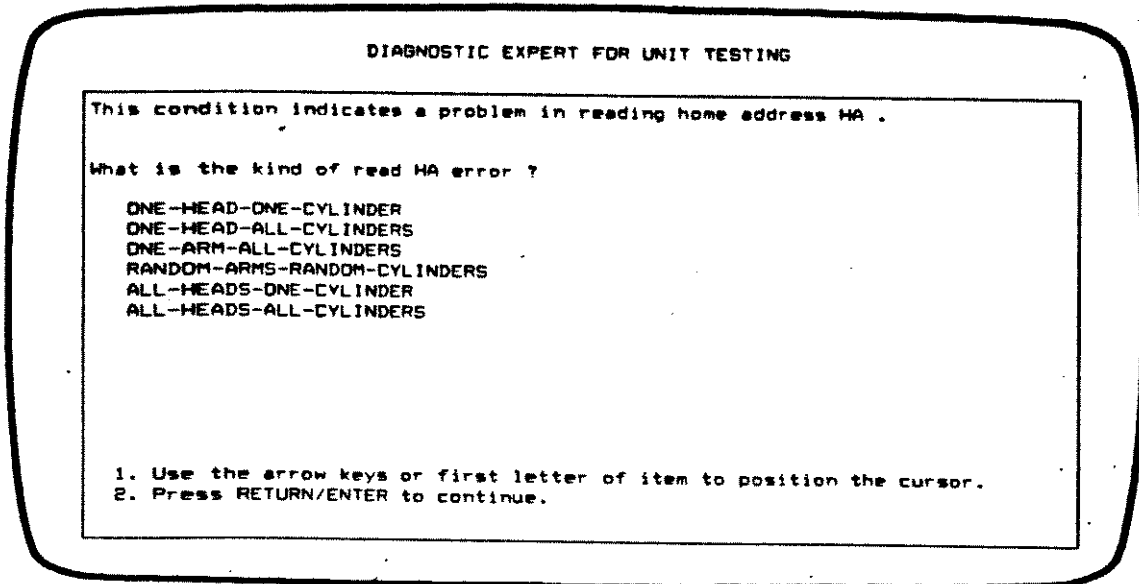 DIAGNOSTIC EXPERT FOR UNIT TESTING
This condition indicates a problem in reading home address HA .
What is the kind of read HA error ?
ONE-HEAD-ONE-CYLINDER
ONE-HEAD-ALL-CYLINDERS
ONE-ARM-ALL-CYLINDERS
RANDOM-ARMS-RANDOM-CYLINDERS
ALL-HEADS-ONE-CYLINDER
ALL-HEADS-ALL-CYLINDERS
1. Use the arrow keys or first letter of item to position the cursor.
2. Press RETURN/ENTER to continue.